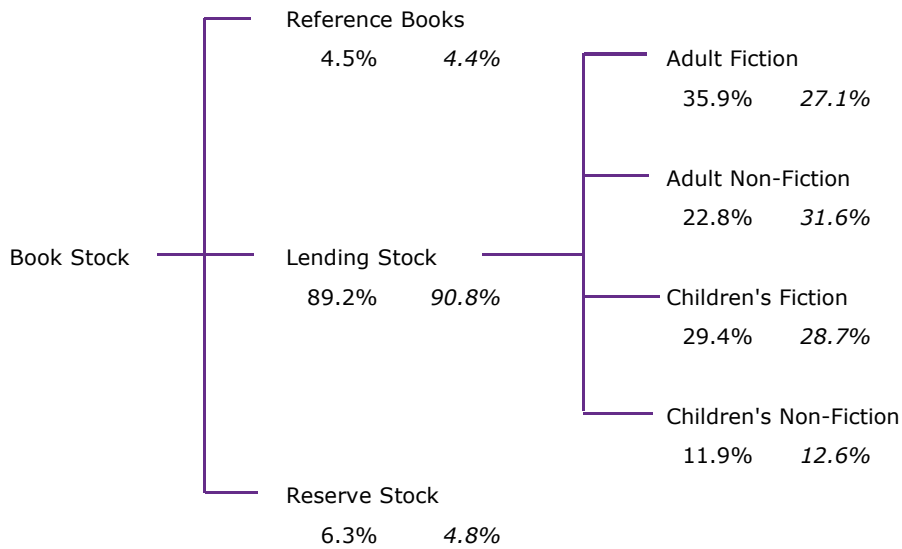 Reference Books
4.5% 4.4%
Adult Fiction
35.9% 27.1%
Adult Non-Fiction
22.8% 31.6%
Book Stock
Lending Stock
89.2% 90.8%
Children's Fiction
29.4% 28.7%
Children's Non-Fiction
11.9% 12.6%
Reserve Stock
6.3% 4.8%